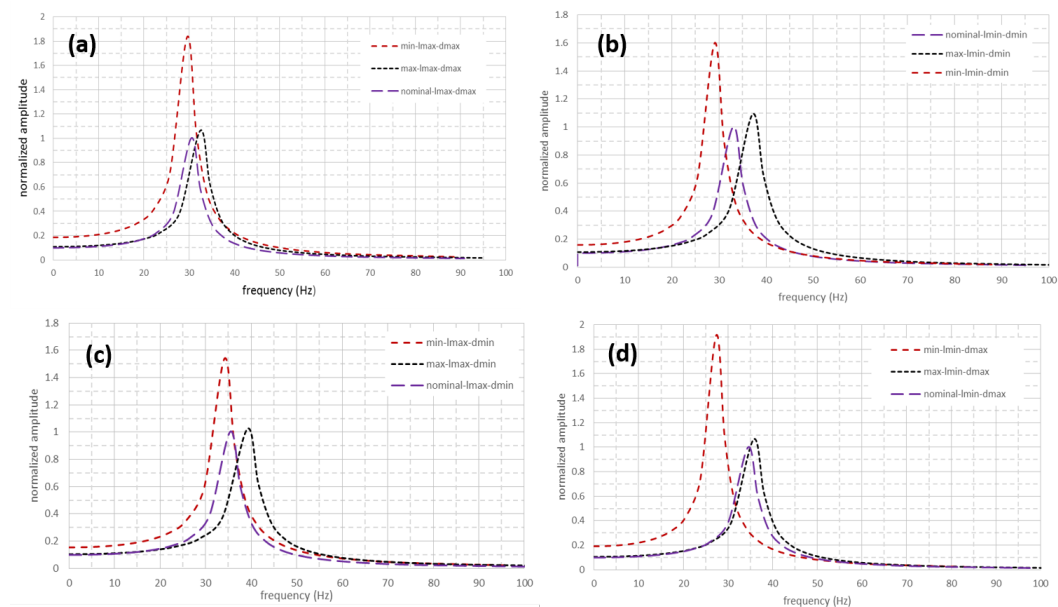 (a)
min-lmax-dmax
max-lmax-dmax
nominal-lmax-dmax
normalized amplitude
2
1.8
1.6
1.4
1.2
1
0.8
0.6
0.4
0.2
0
0 10 20 30 40 50 60 70 80 90 100
frequency (Hz)
(b)
nominal-lmin-dmin
max-lmin-dmin
min-lmin-dmin
normalized amplitude
1.8
1.6
1.4
1.2
1
0.8
0.6
0.4
0.2
0
0 10 20 30 40 50 60 70 80 90 100
frequency (Hz)
(c)
min-lmax-dmin
max-lmax-dmin
nominal-lmax-dmin
normalized amplitude
1.8
1.6
1.4
1.2
1
0.8
0.6
0.4
0.2
0
0 10 20 30 40 50 60 70 80 90 100
frequency (Hz)
(d)
min-lmin-dmax
max-lmin-dmax
nominal-lmin-dmax
normalized amplitude
2
1.8
1.6
1.4
1.2
1
0.8
0.6
0.4
0.2
0
0 10 20 30 40 50 60 70 80 90 100
frequency (Hz)